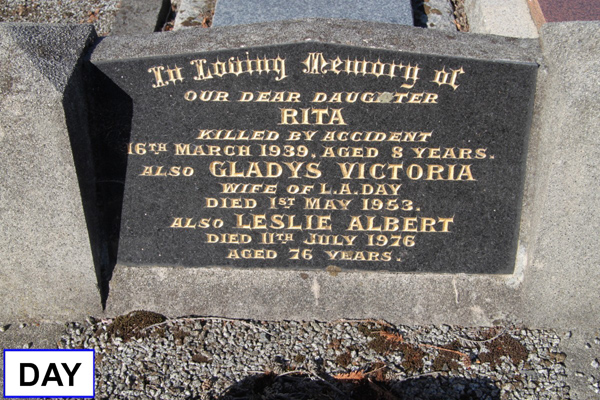 In Loving Memory of
OUR DEAR DAUGHTER
RITA
KILLED BY ACCIDENT
16TH MARCH 1939, AGED 8 YEARS.
ALSO GLADYS VICTORIA
WIFE OF L.A.DAY
DIED 1ST MAY 1953.
ALSO LESLIE ALBERT
DIED 11TH JULY 1976
AGED 76 YEARS.
DAY